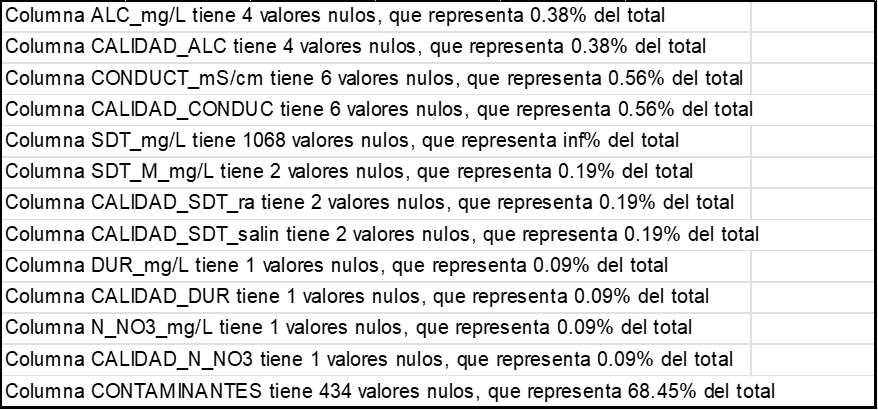 Columna ALC_mg/L tiene 4 valores nulos, que representa 0.38% del total
Columna CALIDAD_ALC tiene 4 valores nulos, que representa 0.38% del total
Columna CONDUCT_mS/cm tiene 6 valores nulos, que representa 0.56% del total
Columna CALIDAD_CONDUC tiene 6 valores nulos, que representa 0.56% del total
Columna SDT_mg/L tiene 1068 valores nulos, que representa inf% del total
Columna SDT_M_mg/L tiene 2 valores nulos, que representa 0.19% del total
Columna CALIDAD_SDT_ra tiene 2 valores nulos, que representa 0.19% del total
Columna CALIDAD_SDT_salin tiene 2 valores nulos, que representa 0.19% del total
Columna DUR_mg/L tiene 1 valores nulos, que representa 0.09% del total
Columna CALIDAD_DUR tiene 1 valores nulos, que representa 0.09% del total
Columna N_NO3_mg/L tiene 1 valores nulos, que representa 0.09% del total
Columna CALIDAD_N_NO3 tiene 1 valores nulos, que representa 0.09% del total
Columna CONTAMINANTES tiene 434 valores nulos, que representa 68.45% del total